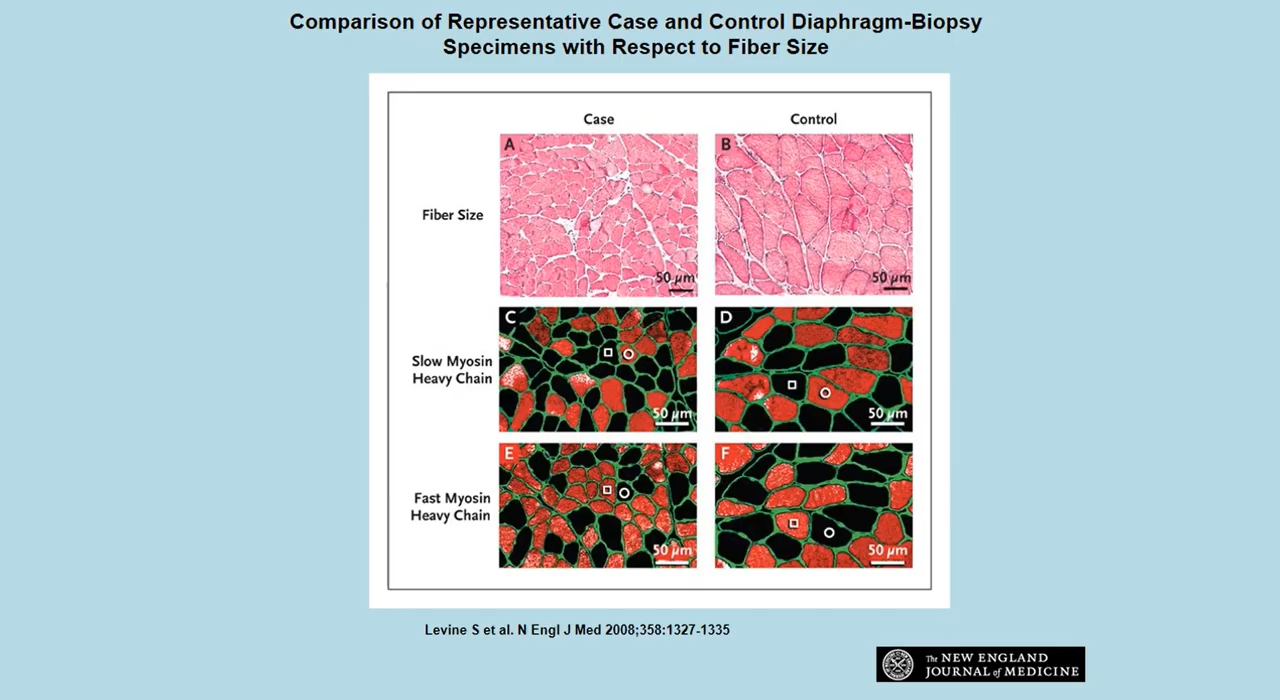 Comparison of Representative Case and Control Diaphragm-Biopsy
Specimens with Respect to Fiber Size
Case
Control
A
B
Fiber Size
50 µm
50 µm
C
D
Slow Myosin
Heavy Chain
50 µm
50 µm
E
F
Fast Myosin
Heavy Chain
50 µm
50 µm
Levine S et al. N Engl J Med 2008;358:1327-1335
The NEW ENGLAND
JOURNAL of MEDICINE